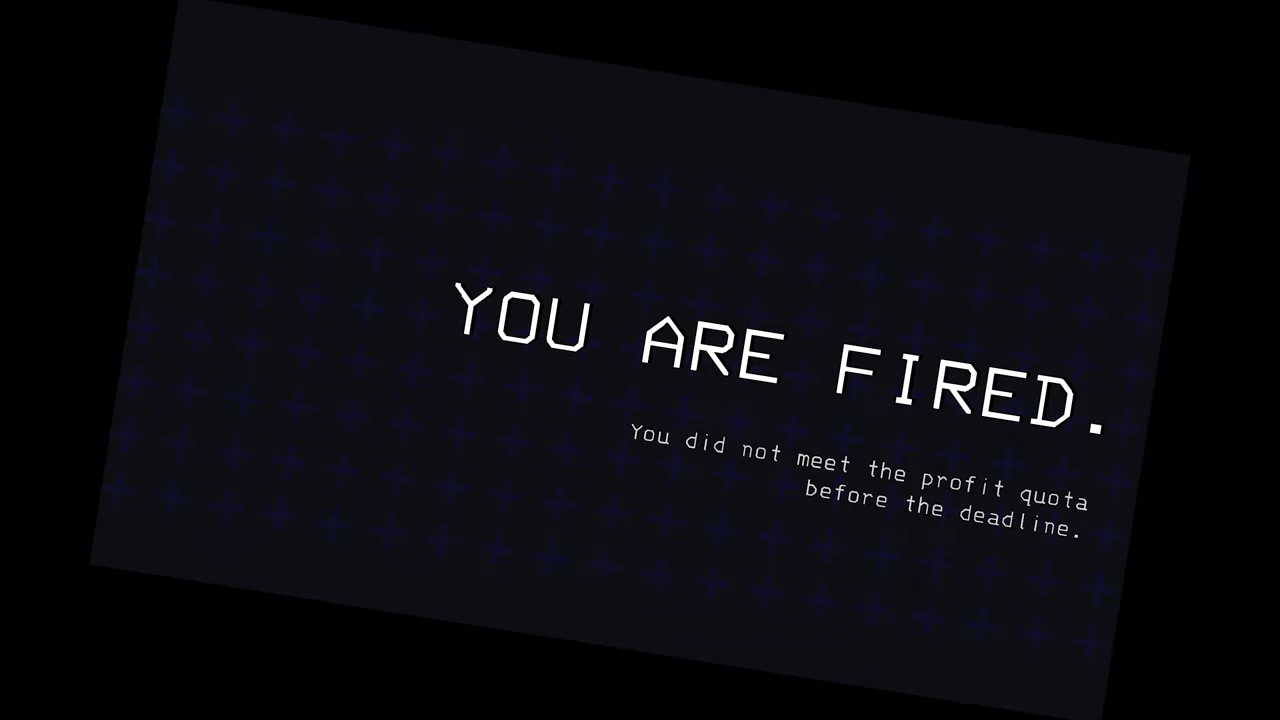 YOU ARE FIRED.
You did not meet the profit quota
before the deadline.